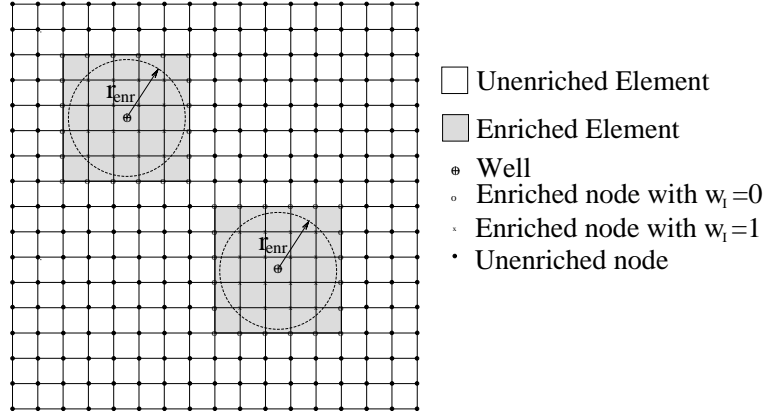 r_enr
r_enr
Unenriched Element
Enriched Element
Well
Enriched node with w_I=0
Enriched node with w_I=1
Unenriched node